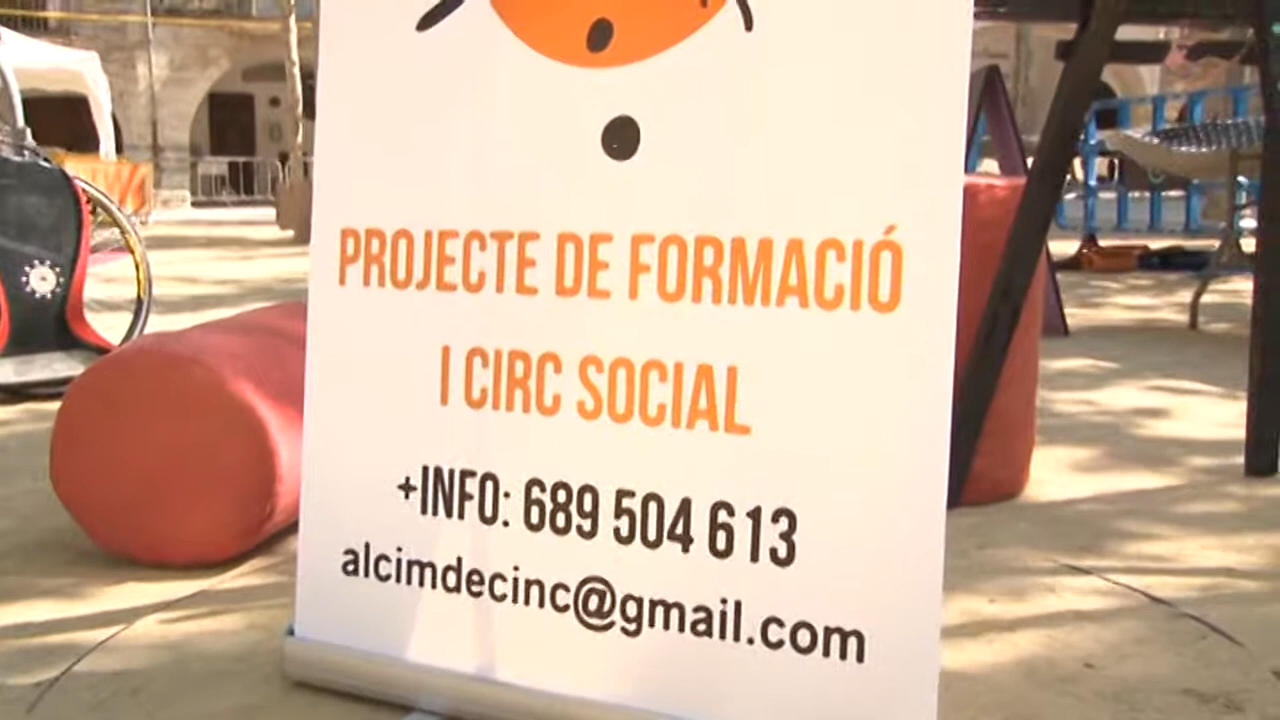 PROJECTE DE FORMACIÓ
I CIRC SOCIAL
+INFO: 689 504 613
alcimdecinc@gmail.com